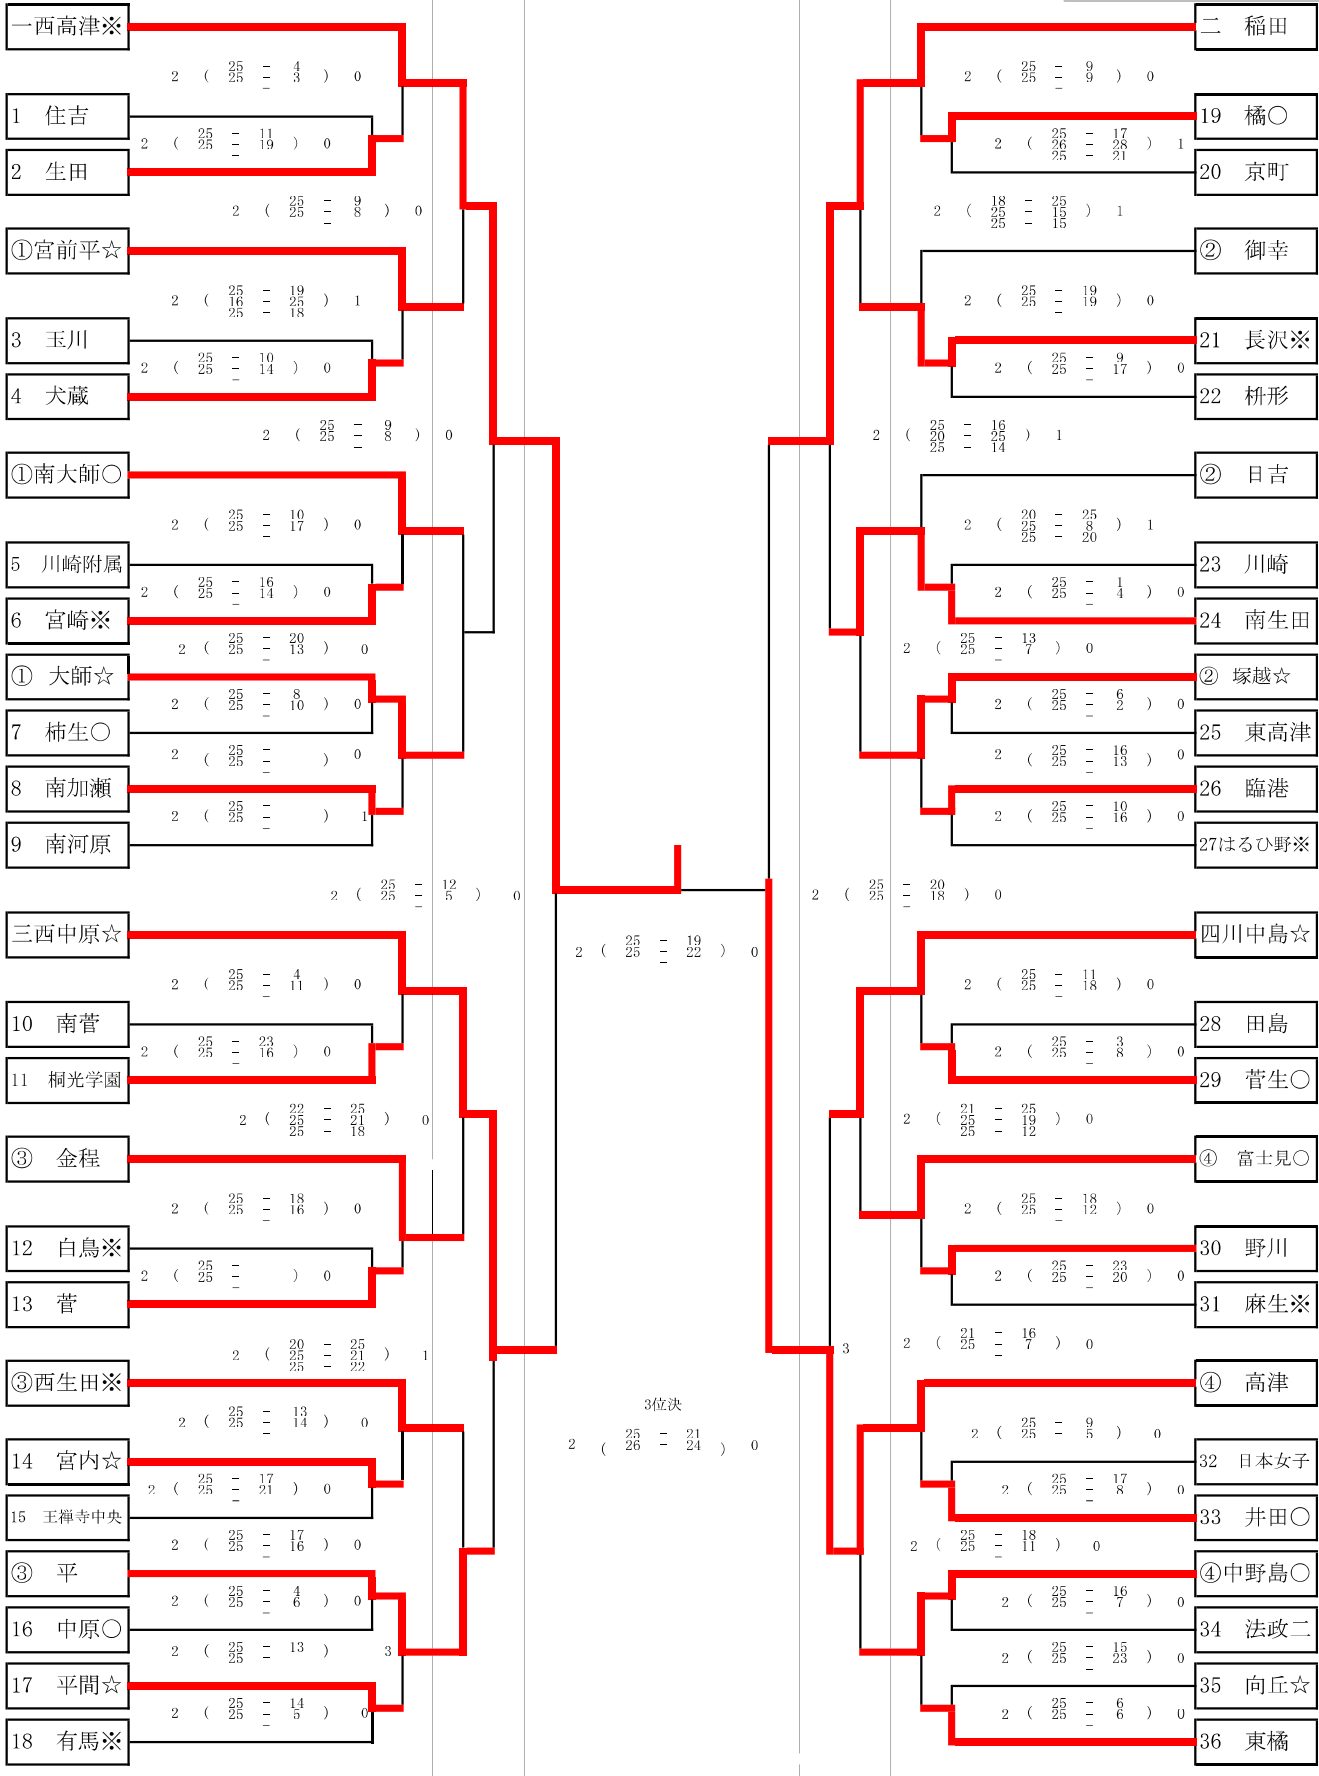 一西高津※
2 ( 25 － 4 ) 0
25 － 3
－
1 住吉
2 ( 25 － 11 ) 0
25 － 19
－
2 生田
2 ( 25 － 9 ) 0
25 － 8
－
①宮前平☆
2 ( 25 － 19 ) 1
16 － 25
25 － 18
3 玉川
2 ( 25 － 10 ) 0
25 － 14
－
4 犬蔵
2 ( 25 － 9 ) 0
25 － 8
－
①南大師○
2 ( 25 － 10 ) 0
25 － 17
－
5 川崎附属
2 ( 25 － 16 ) 0
25 － 14
－
6 宮崎※
2 ( 25 － 20 ) 0
25 － 13
－
① 大師☆
2 ( 25 － 8 ) 0
25 － 10
－
7 柿生○
2 ( 25 － ) 0
25 －
－
8 南加瀬
2 ( 25 － ) 1
25 －
－
9 南河原
2 ( 25 － 12 ) 0
25 － 5
－
三西中原☆
2 ( 25 － 4 ) 0
25 － 11
－
10 南菅
2 ( 25 － 23 ) 0
25 － 16
－
11 桐光学園
2 ( 22 － 25 ) 0
25 － 21
25 － 18
③ 金程
2 ( 25 － 18 ) 0
25 － 16
－
12 白鳥※
2 ( 25 － ) 0
25 －
－
13 菅
2 ( 20 － 25 ) 1
25 － 21
25 － 22
③西生田※
2 ( 25 － 13 ) 0
25 － 14
－
14 宮内☆
2 ( 25 － 17 ) 0
25 － 21
－
15 王禅寺中央
2 ( 25 － 17 ) 0
25 － 16
－
③ 平
2 ( 25 － 4 ) 0
25 － 6
－
16 中原○
2 ( 25 － 13 ) 3
25
17 平間☆
2 ( 25 － 14 ) 0
25 － 5
－
18 有馬※
2 ( 25 － 19 ) 0
25 － 22
－
3位決
2 ( 25 － 21 ) 0
26 － 24
二 稲田
2 ( 25 － 9 ) 0
25 － 9
－
19 橘○
2 ( 25 － 17 ) 1
26 － 28
25 － 21
20 京町
2 ( 18 － 25 ) 1
25 － 15
25 － 15
② 御幸
2 ( 25 － 19 ) 0
25 － 19
－
21 長沢※
2 ( 25 － 9 ) 0
25 － 17
－
22 枡形
2 ( 25 － 16 ) 1
20 － 25
25 － 14
② 日吉
2 ( 20 － 25 ) 1
25 － 8
25 － 20
23 川崎
2 ( 25 － 1 ) 0
25 － 4
－
24 南生田
2 ( 25 － 13 ) 0
25 － 7
－
② 塚越☆
2 ( 25 － 6 ) 0
25 － 2
－
25 東高津
2 ( 25 － 16 ) 0
25 － 13
－
26 臨港
2 ( 25 － 10 ) 0
25 － 16
－
27はるひ野※
2 ( 25 － 20 ) 0
25 － 18
－
四川中島☆
2 ( 25 － 11 ) 0
25 － 18
－
28 田島
2 ( 25 － 3 ) 0
25 － 8
－
29 菅生○
2 ( 21 － 25 ) 0
25 － 19
25 － 12
④ 富士見○
2 ( 25 － 18 ) 0
25 － 12
－
30 野川
2 ( 25 － 23 ) 0
25 － 20
－
31 麻生※
3
2 ( 21 － 16 ) 0
25 － 7
－
④ 高津
2 ( 25 － 9 ) 0
25 － 5
－
32 日本女子
2 ( 25 － 17 ) 0
25 － 8
－
33 井田○
2 ( 25 － 18 ) 0
25 － 11
－
④中野島○
2 ( 25 － 16 ) 0
25 － 7
－
34 法政二
2 ( 25 － 15 ) 0
25 － 23
－
35 向丘☆
2 ( 25 － 6 ) 0
25 － 6
－
36 東橘